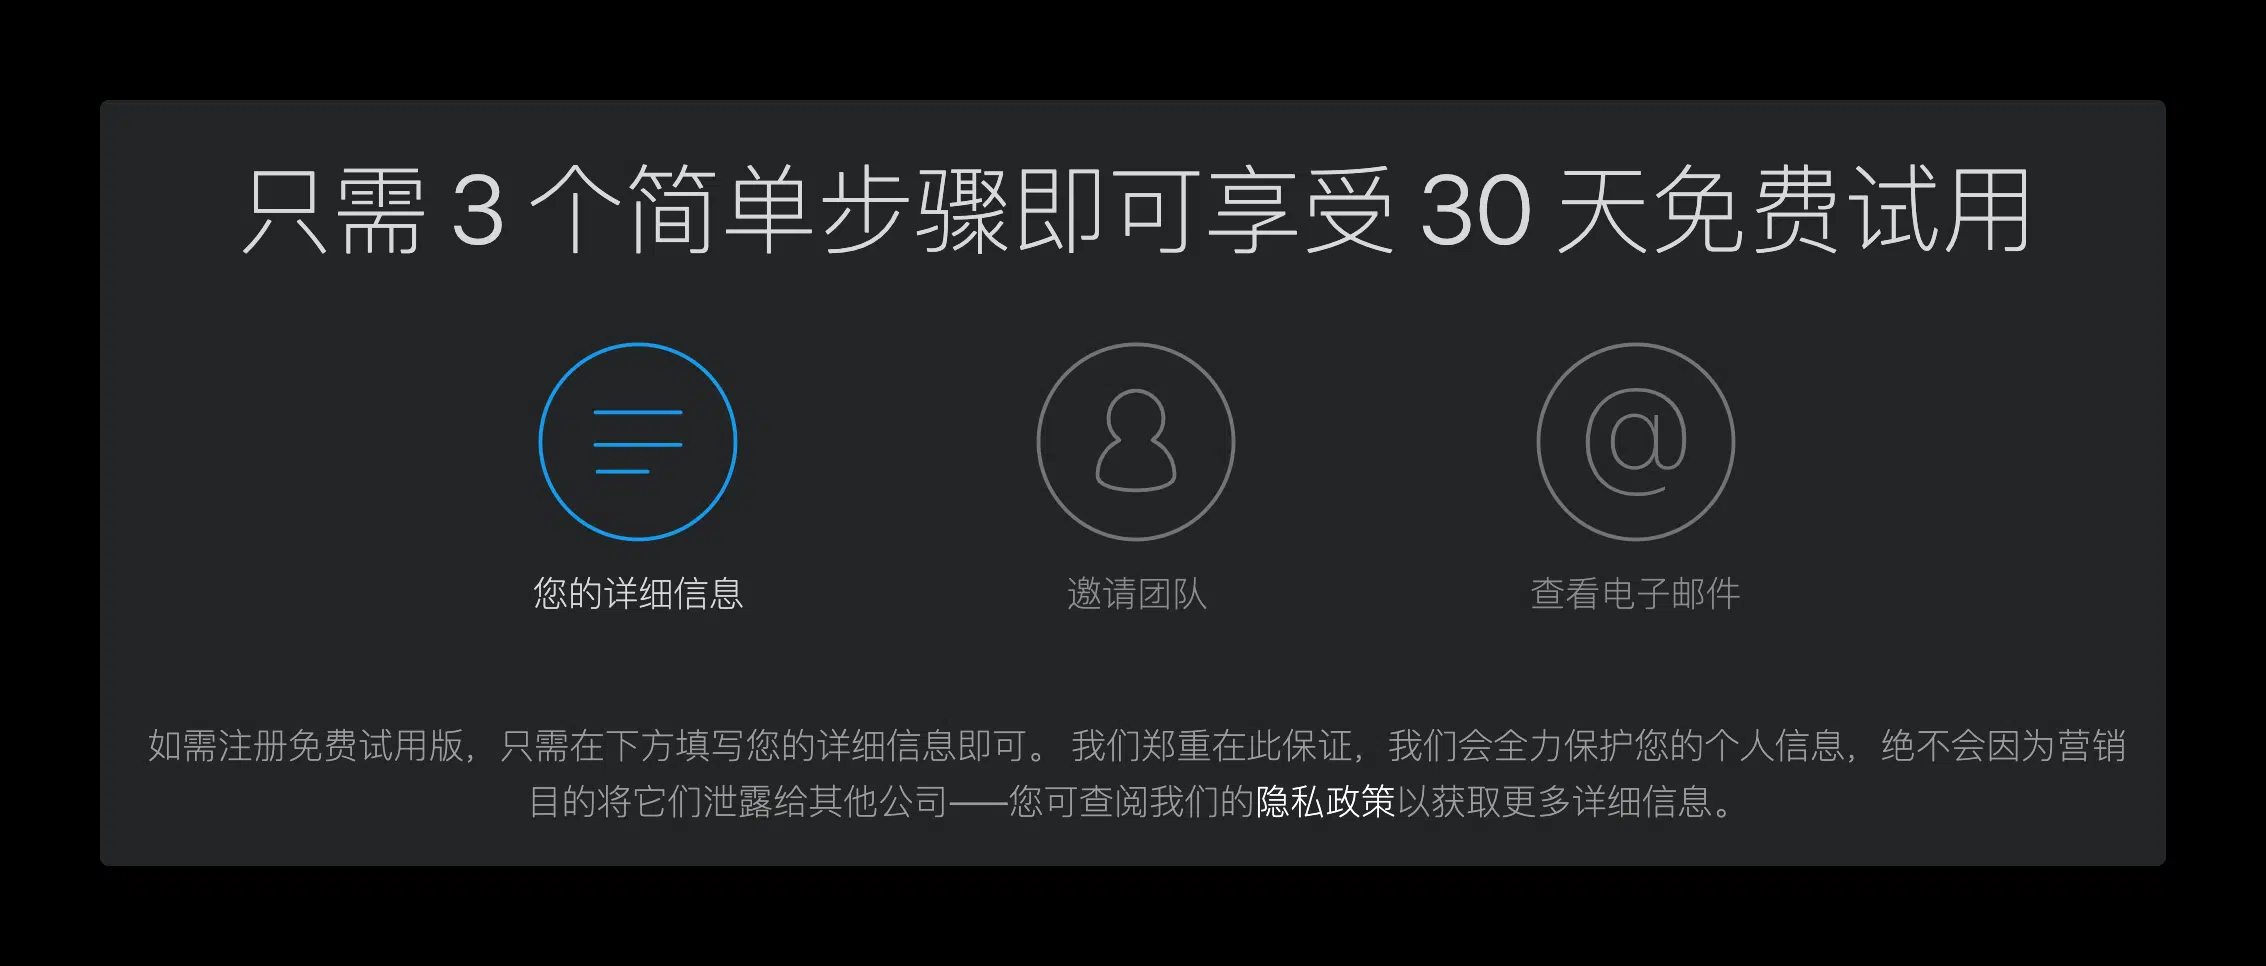 只需 3 个简单步骤即可享受 30 天免费试用
您的详细信息
邀请团队
@
查看电子邮件
如需注册免费试用版，只需在下方填写您的详细信息即可。 我们郑重在此保证，我们会全力保护您的个人信息，绝不会因为营销
目的将它们泄露给其他公司——您可查阅我们的隐私政策以获取更多详细信息。